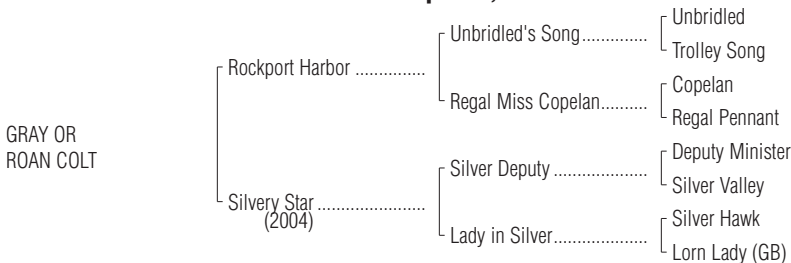 Unbridled
Unbridled's Song..............
Trolley Song
Rockport Harbor ...............
Copelan
Regal Miss Copelan..........
Regal Pennant
GRAY OR
ROAN COLT
Deputy Minister
Silver Deputy ....................
Silver Valley
Silvery Star .......................
(2004)
Silver Hawk
Lady in Silver....................
Lorn Lady (GB)